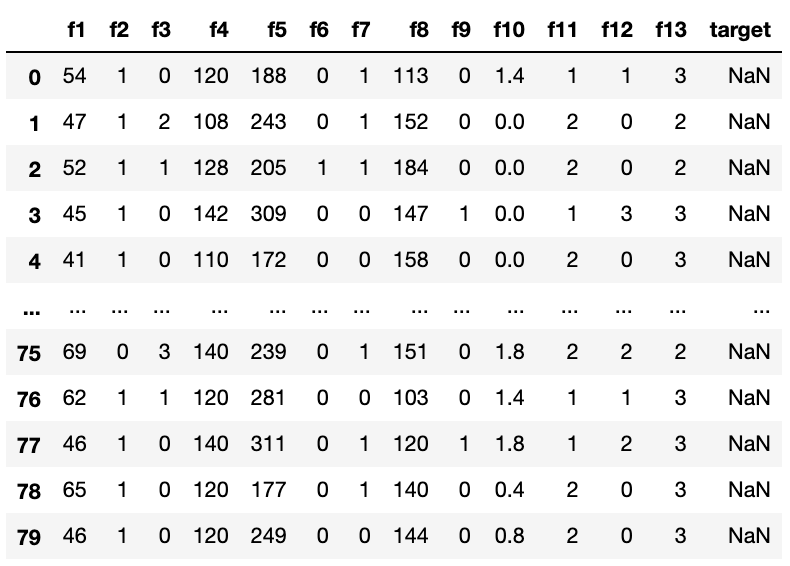 f1 f2 f3 f4 f5 f6 f7 f8 f9 f10 f11 f12 f13 target
0 54 1 0 120 188 0 1 113 0 1.4 1 1 3 NaN
1 47 1 2 108 243 0 1 152 0 0.0 2 0 2 NaN
2 52 1 1 128 205 1 1 184 0 0.0 2 0 2 NaN
3 45 1 0 142 309 0 0 147 1 0.0 1 3 3 NaN
4 41 1 0 110 172 0 0 158 0 0.0 2 0 3 NaN
... ... ... ... ... ... ... ... ... ... ... ... ... ... ...
75 69 0 3 140 239 0 1 151 0 1.8 2 2 2 NaN
76 62 1 1 120 281 0 0 103 0 1.4 1 1 3 NaN
77 46 1 0 140 311 0 1 120 1 1.8 1 2 3 NaN
78 65 1 0 120 177 0 1 140 0 0.4 2 0 3 NaN
79 46 1 0 120 249 0 0 144 0 0.8 2 0 3 NaN